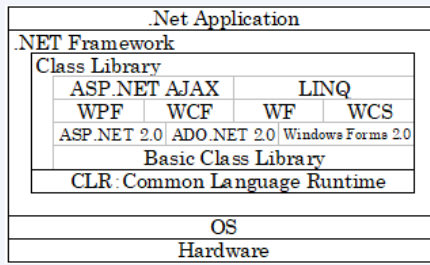 .Net Application
.NET Framework
Class Library
ASP.NET AJAX LINQ
WPF WCF WF WCS
ASP.NET 2.0 ADO.NET 2.0 Windows Forms 2.0
Basic Class Library
CLR:Common Language Runtime
OS
Hardware